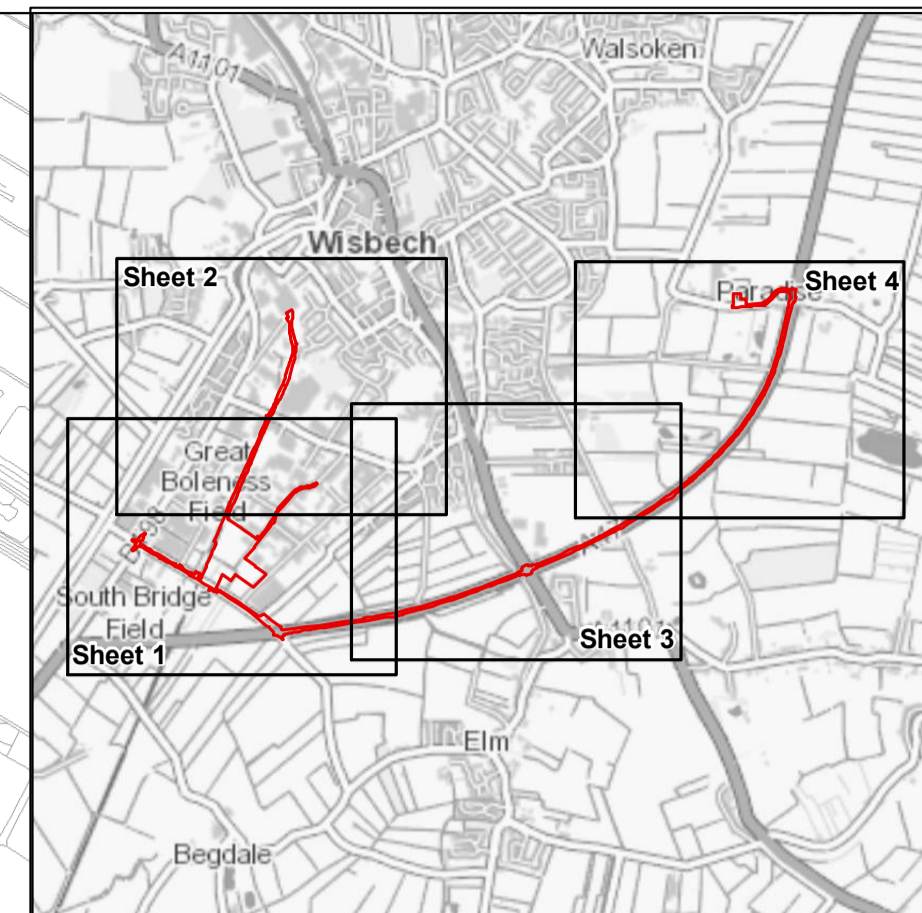 A1101
Walsoken
Wisbech
Sheet 2
Paradise
Sheet 4
Great
Boleness
Field
South Bridge
Field
Sheet 1
Sheet 3
Elm
Begdale